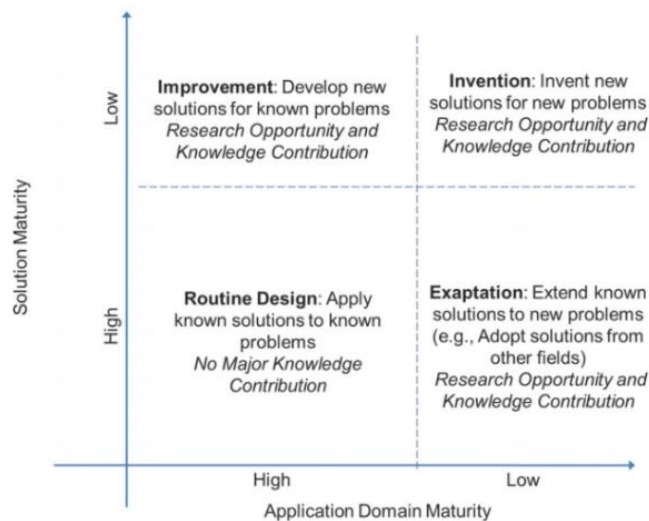 Improvement: Develop new
solutions for known problems
Research Opportunity and
Knowledge Contribution
Invention: Invent new
solutions for new problems
Research Opportunity and
Knowledge Contribution
Low
Solution Maturity
High
Routine Design: Apply
known solutions to known
problems
No Major Knowledge
Contribution
Exaptation: Extend known
solutions to new problems
(e.g., Adopt solutions from
other fields)
Research Opportunity and
Knowledge Contribution
High
Low
Application Domain Maturity